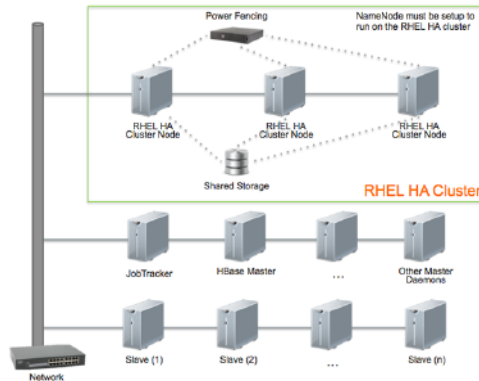 Power Fencing
NameNode must be setup to
run on the RHEL HA cluster
RHEL HA
Cluster Node
RHEL HA
Cluster Node
RHEL HA
Cluster Node
Shared Storage
RHEL HA Cluster
JobTracker
HBase Master
...
Other Master
Daemons
Slave (1)
Slave (2)
...
Slave (n)
Network